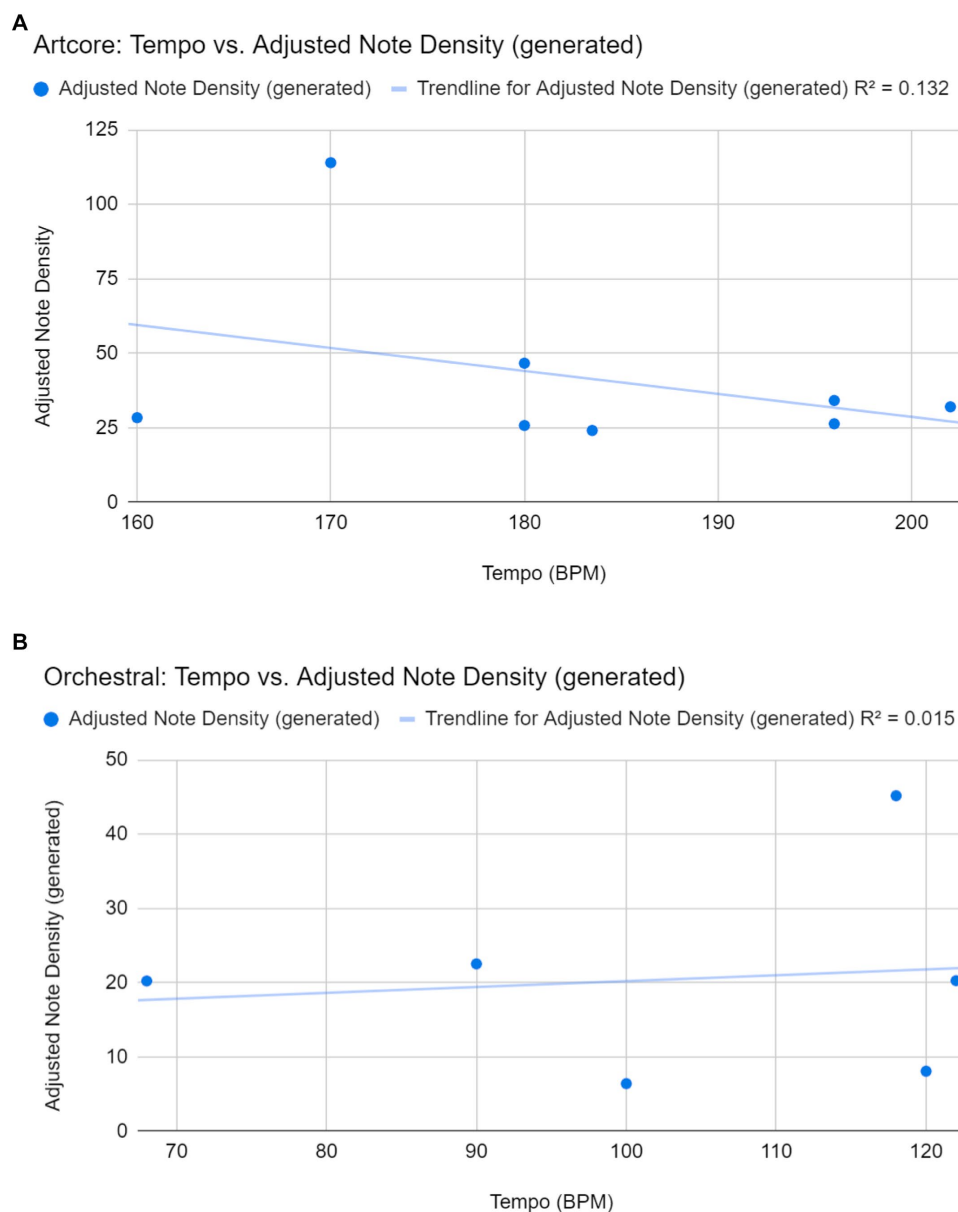 A
Artcore: Tempo vs. Adjusted Note Density (generated)
Adjusted Note Density (generated) Trendline for Adjusted Note Density (generated) R² = 0.132
125
100
75
50
25
0
Adjusted Note Density
160 170 180 190 200
Tempo (BPM)
B
Orchestral: Tempo vs. Adjusted Note Density (generated)
Adjusted Note Density (generated) Trendline for Adjusted Note Density (generated) R² = 0.015
50
40
30
20
10
0
Adjusted Note Density (generated)
70 80 90 100 110 120
Tempo (BPM)